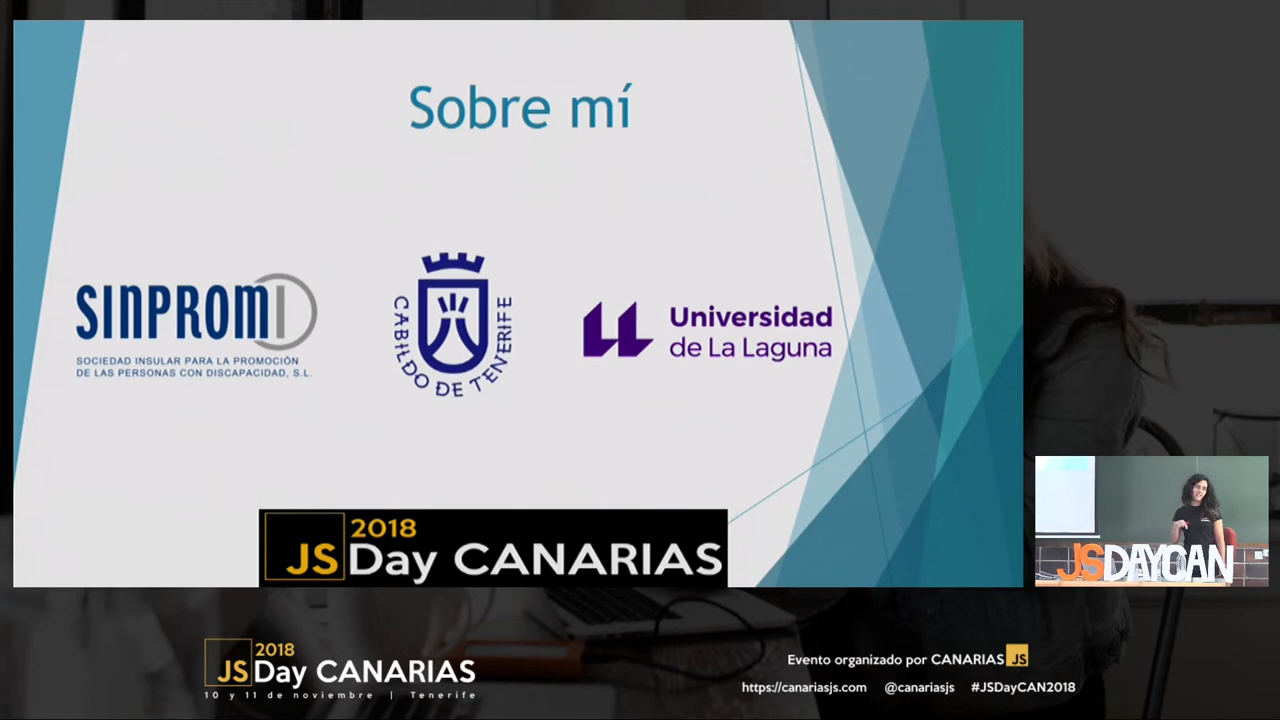 Sobre mí
SINPROMI
SOCIEDAD INSULAR PARA LA PROMOCIÓN
DE LAS PERSONAS CON DISCAPACIDAD, S.L.
CABILDO DE TENERIFE
Universidad
de La Laguna
2018
JS Day CANARIAS
JSDAYCAN
2018
JS Day CANARIAS
10 y 11 de noviembre | Tenerife
Evento organizado por CANARIAS JS
https://canariasjs.com @canariasjs #JSDayCAN2018